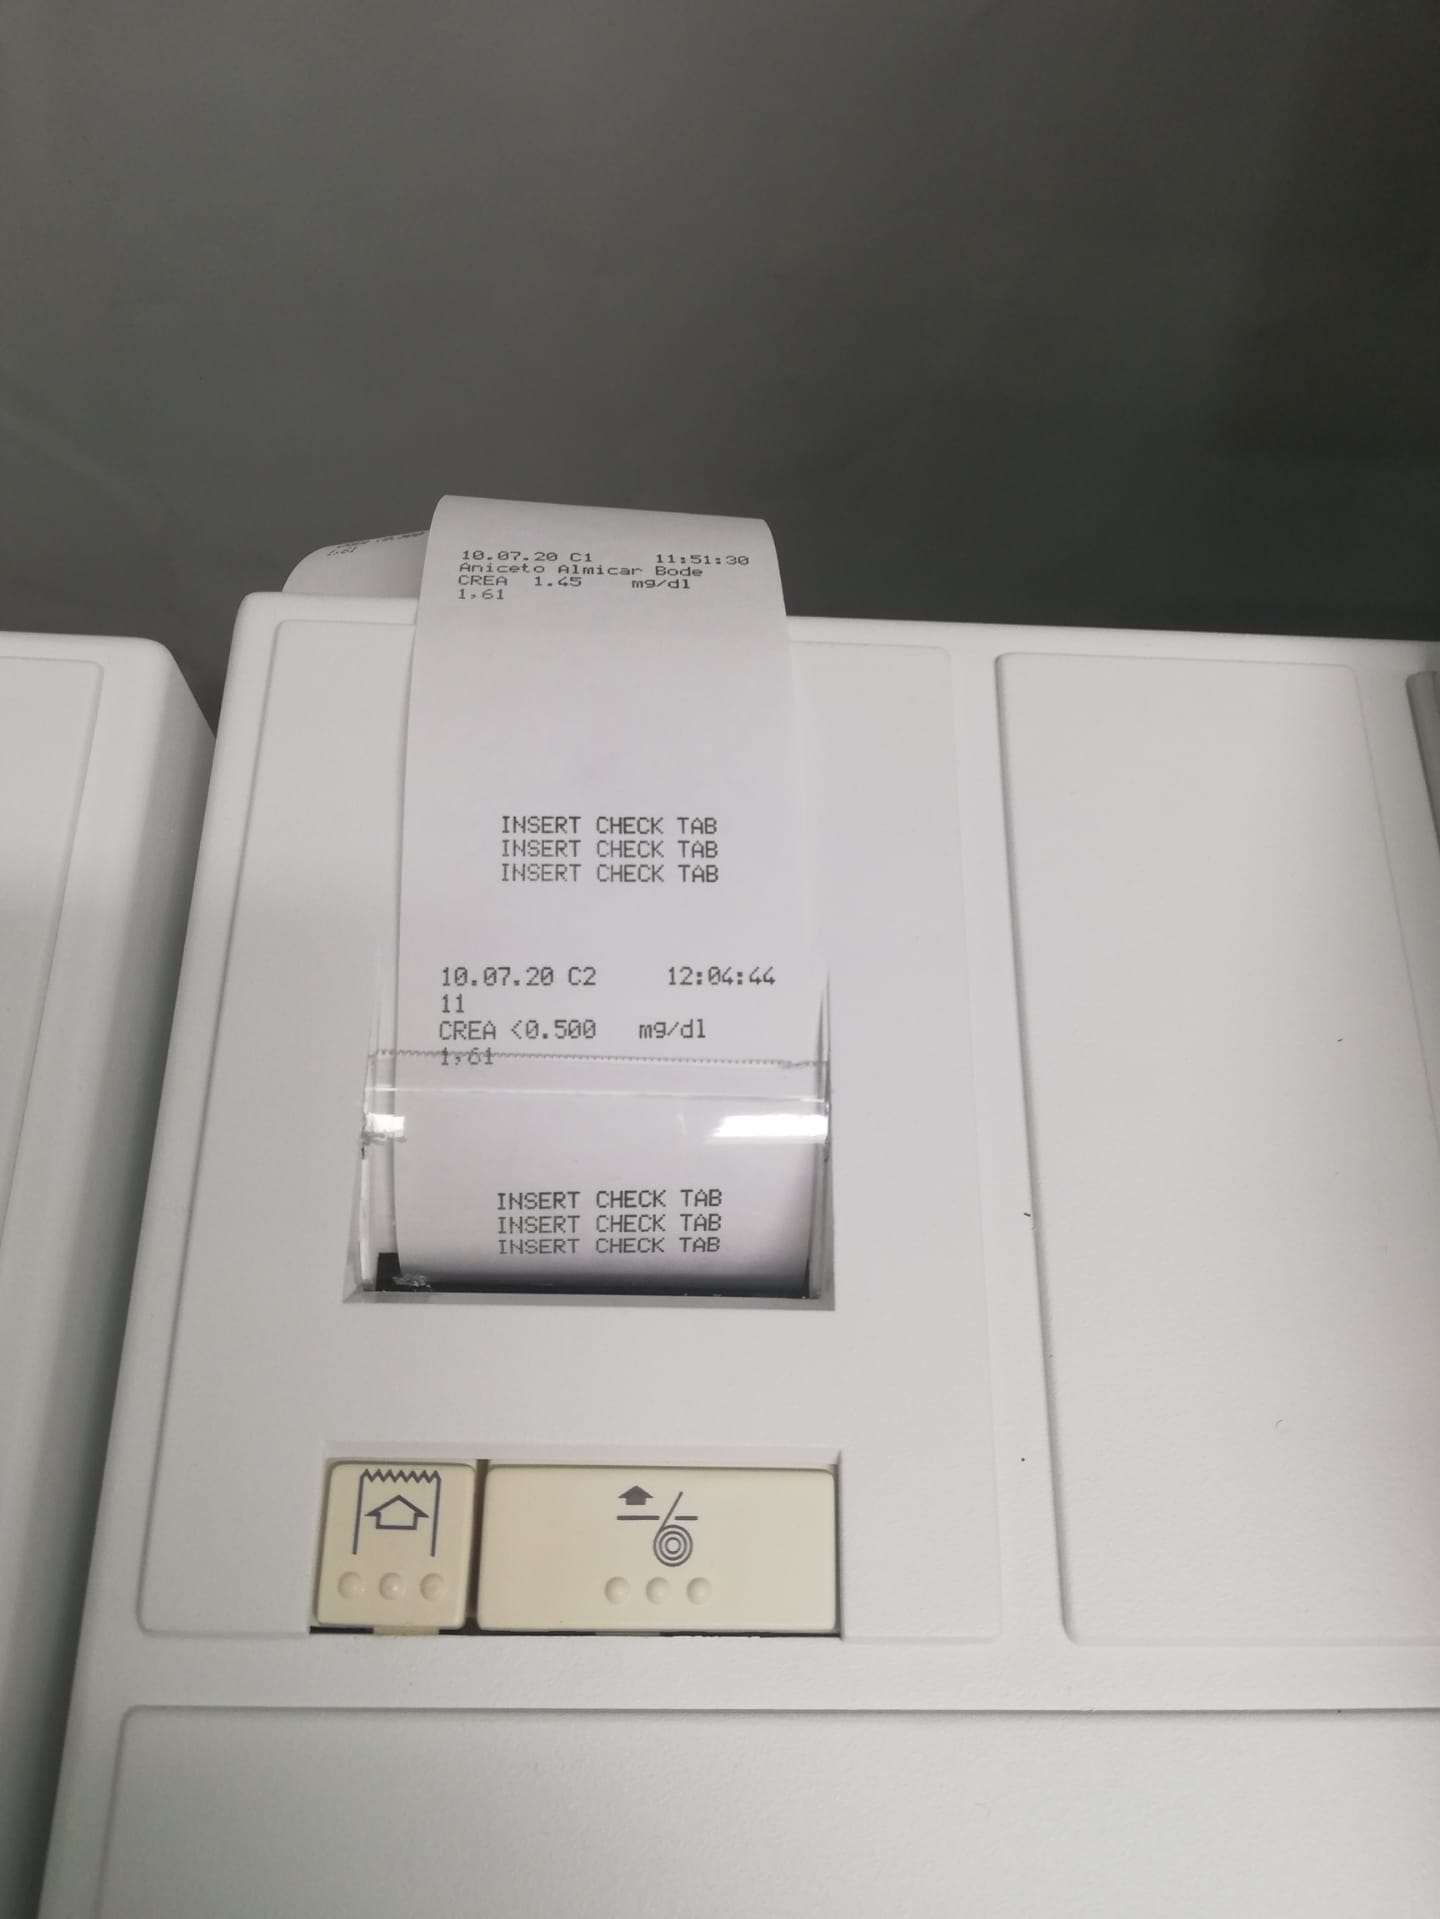 1,61
10.07.20 C1 11:51:30
Aniceto Almicar Bode
CREA 1.45 mg/dl
1,61
INSERT CHECK TAB
INSERT CHECK TAB
INSERT CHECK TAB
10.07.20 C2 12:04:44
11
CREA <0.500 mg/dl
1,61
INSERT CHECK TAB
INSERT CHECK TAB
INSERT CHECK TAB